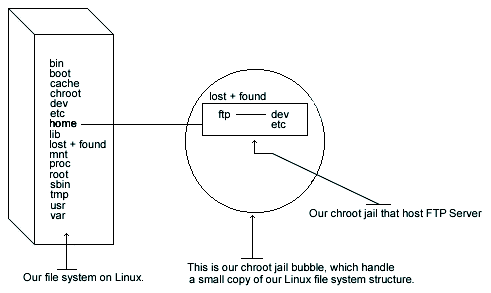 bin
boot
cache
chroot
dev
etc
home
lib
lost + found
mnt
proc
root
sbin
tmp
usr
var
Our file system on Linux.
lost + found
ftp dev
etc
Our chroot jail that host FTP Server
This is our chroot jail bubble, which handle
a small copy of our Linux file system structure.